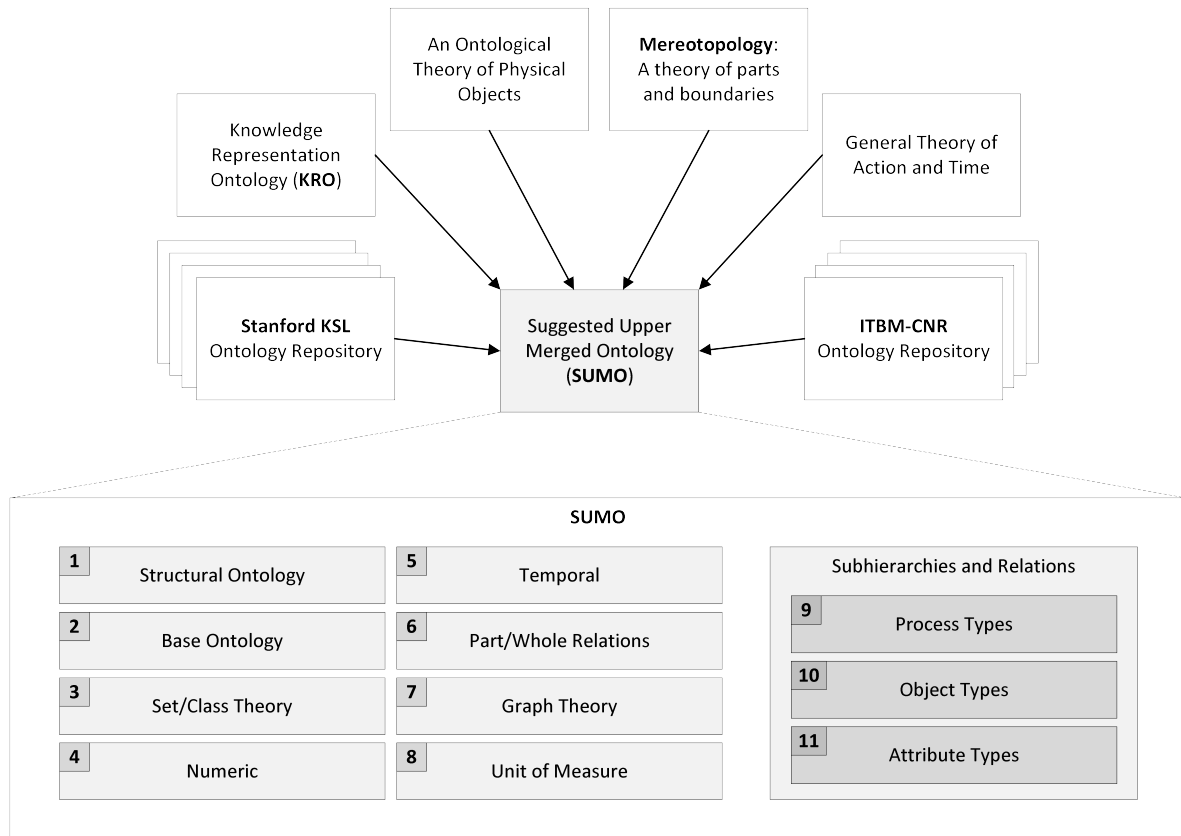 An Ontological
Theory of Physical
Objects
Mereotopology:
A theory of parts
and boundaries
Knowledge
Representation
Ontology (KRO)
General Theory of
Action and Time
Stanford KSL
Ontology Repository
Suggested Upper
Merged Ontology
(SUMO)
ITBM-CNR
Ontology Repository
SUMO
1
Structural Ontology
2
Base Ontology
3
Set/Class Theory
4
Numeric
5
Temporal
6
Part/Whole Relations
7
Graph Theory
8
Unit of Measure
Subhierarchies and Relations
9
Process Types
10
Object Types
11
Attribute Types